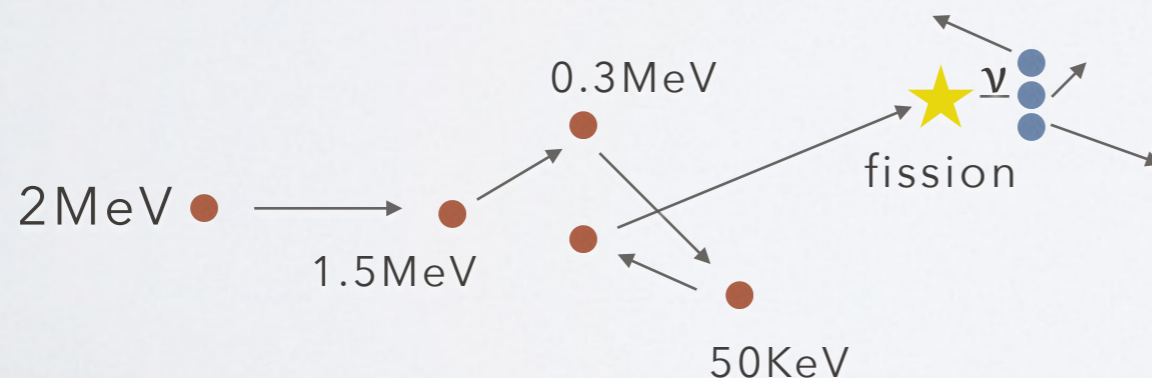 0.3MeV
ν
fission
2MeV
1.5MeV
50KeV